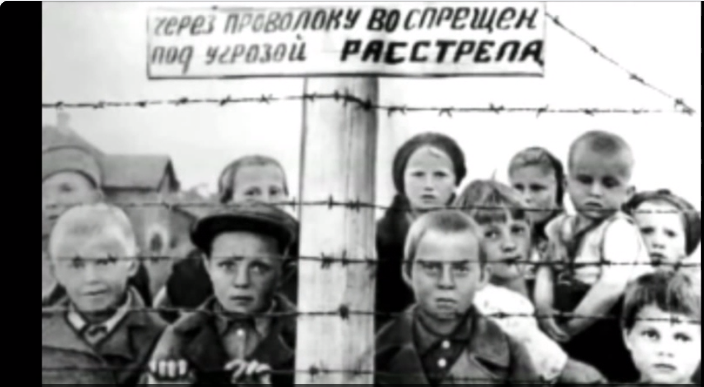 ЧЕРЕЗ ПРОВОЛОКУ ВОСПРЕЩЕН
ПОД УГРОЗОЙ РАССТРЕЛА